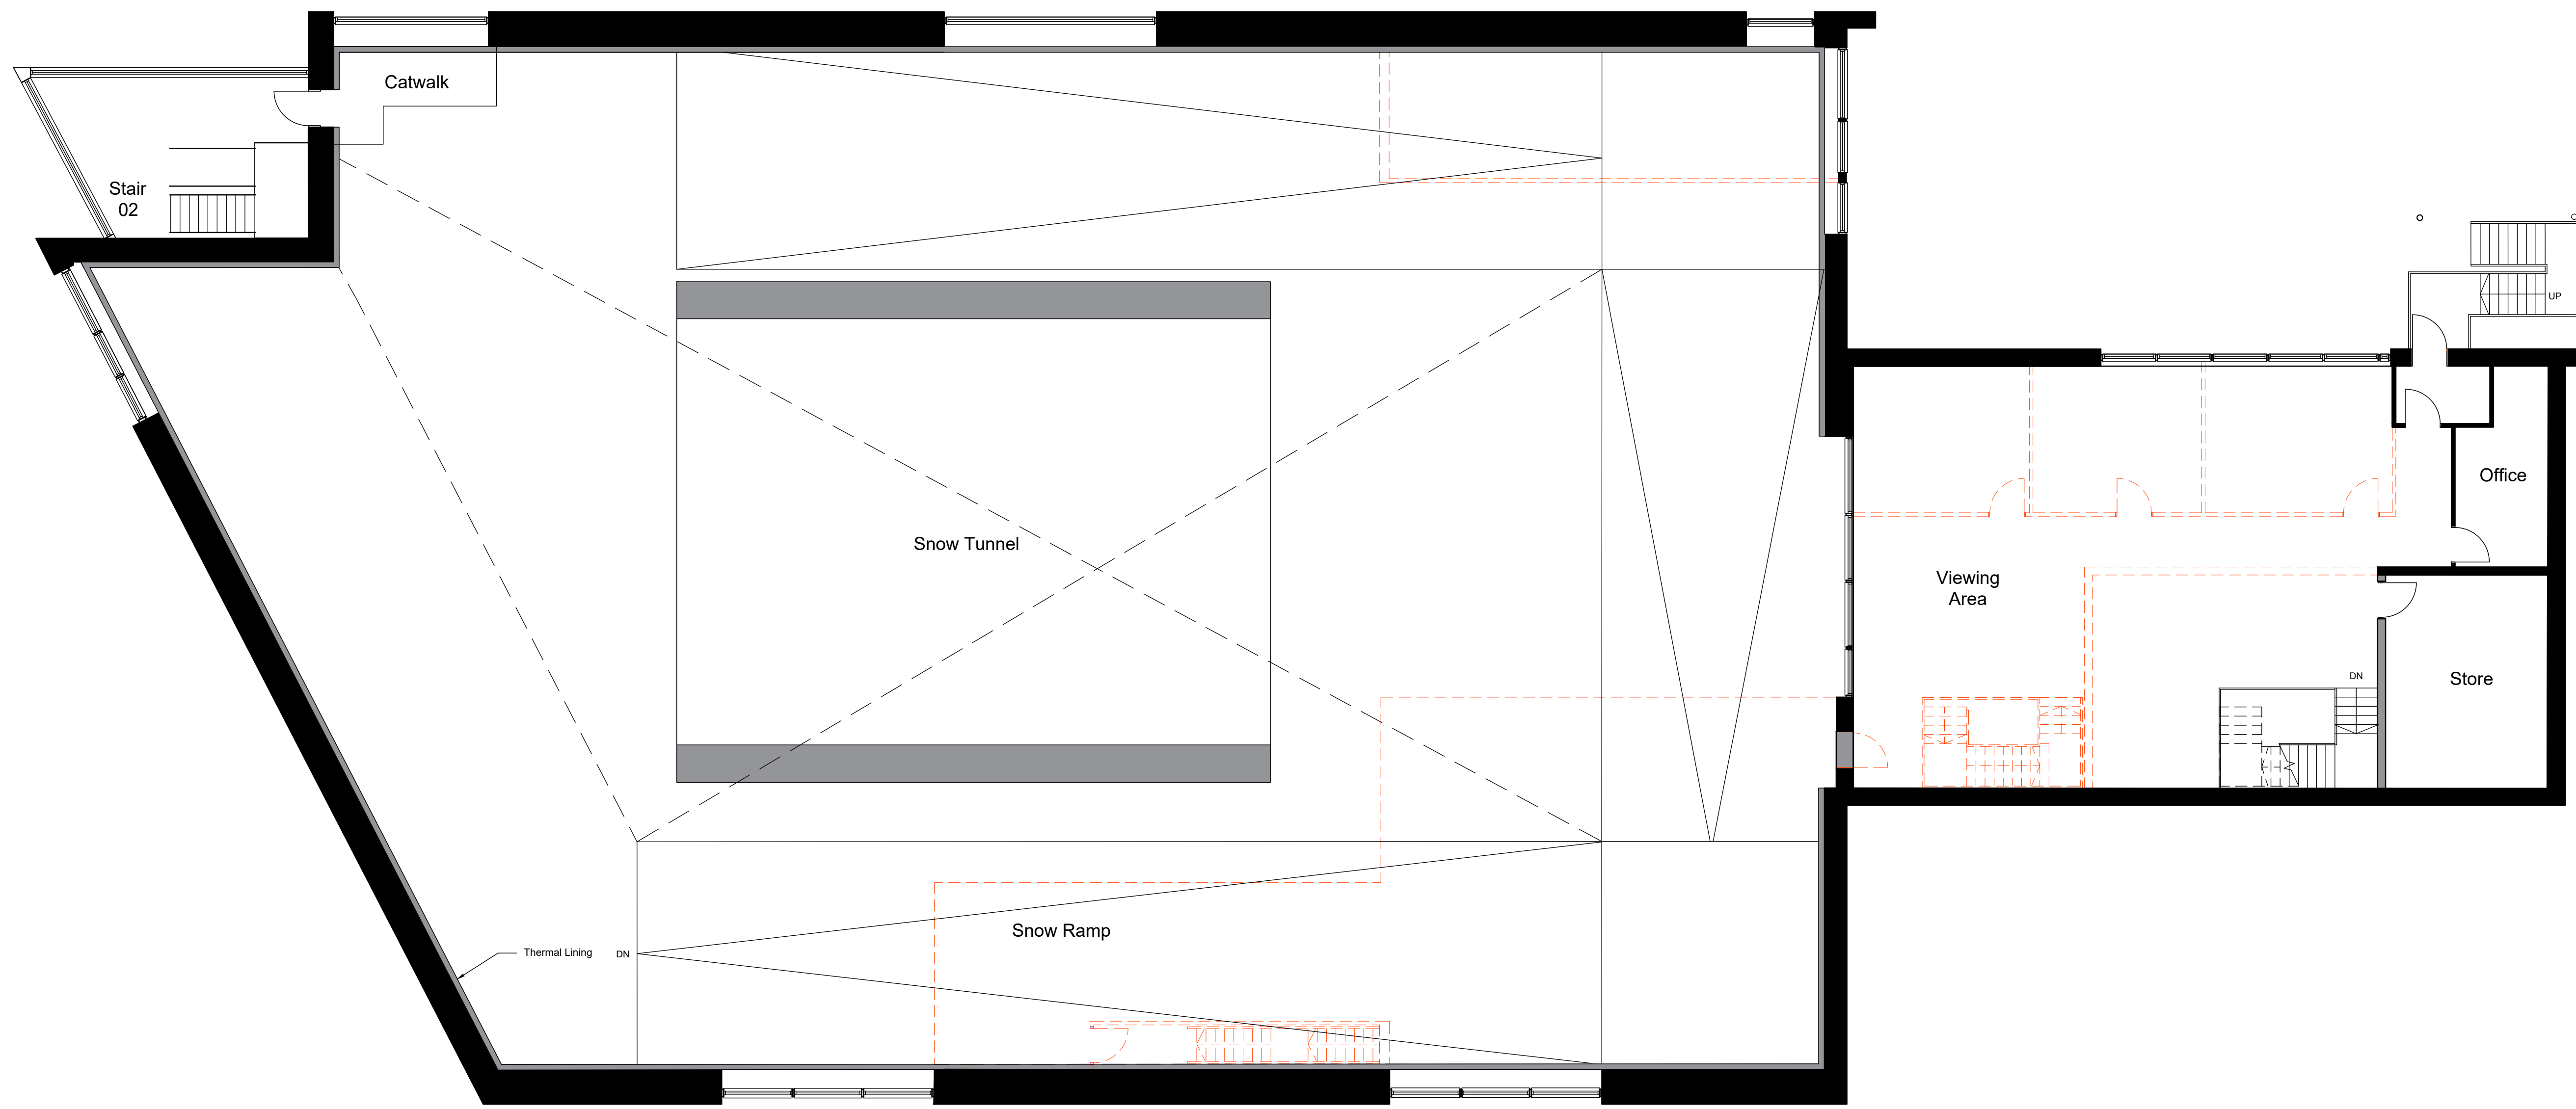 Catwalk
Stair
02
UP
Office
Snow Tunnel
Viewing
Area
DN
Store
Snow Ramp
Thermal Lining
DN